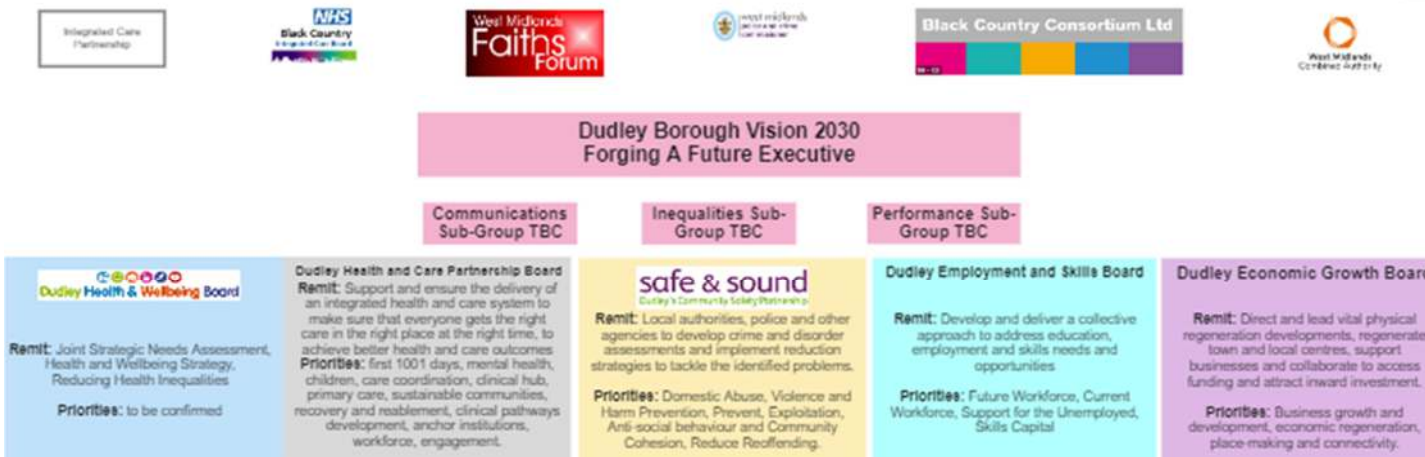 Integrated Care
Partnership
NHS
Black Country
Integrated Care Board
West Midlands
Faiths
Forum
west midlands
police and crime
commissioner
Black Country Consortium Ltd
West Midlands
Combined Authority
Dudley Borough Vision 2030
Forging A Future Executive
Communications
Sub-Group TBC
Inequalities Sub-
Group TBC
Performance Sub-
Group TBC
Dudley Health & Wellbeing Board
Remit: Joint Strategic Needs Assessment,
Health and Wellbeing Strategy,
Reducing Health Inequalities
Priorities: to be confirmed
Dudley Health and Care Partnership Board
Remit: Support and ensure the delivery of
an integrated health and care system to
make sure that everyone gets the right
care in the right place at the right time, to
achieve better health and care outcomes
Priorities: first 1001 days, mental health,
children, care coordination, clinical hub,
primary care, sustainable communities,
recovery and reablement, clinical pathways
development, anchor institutions,
workforce, engagement.
safe & sound
Dudley's Community Safety Partnership
Remit: Local authorities, police and other
agencies to develop crime and disorder
assessments and implement reduction
strategies to tackle the identified problems.
Priorities: Domestic Abuse, Violence and
Harm Prevention, Prevent, Exploitation,
Anti-social behaviour and Community
Cohesion, Reduce Reoffending.
Dudley Employment and Skills Board
Remit: Develop and deliver a collective
approach to address education,
employment and skills needs and
opportunities
Priorities: Future Workforce, Current
Workforce, Support for the Unemployed,
Skills Capital
Dudley Economic Growth Board
Remit: Direct and lead vital physical
regeneration developments, regenerate
town and local centres, support
businesses and collaborate to access
funding and attract inward investment.
Priorities: Business growth and
development, economic regeneration,
place-making and connectivity.